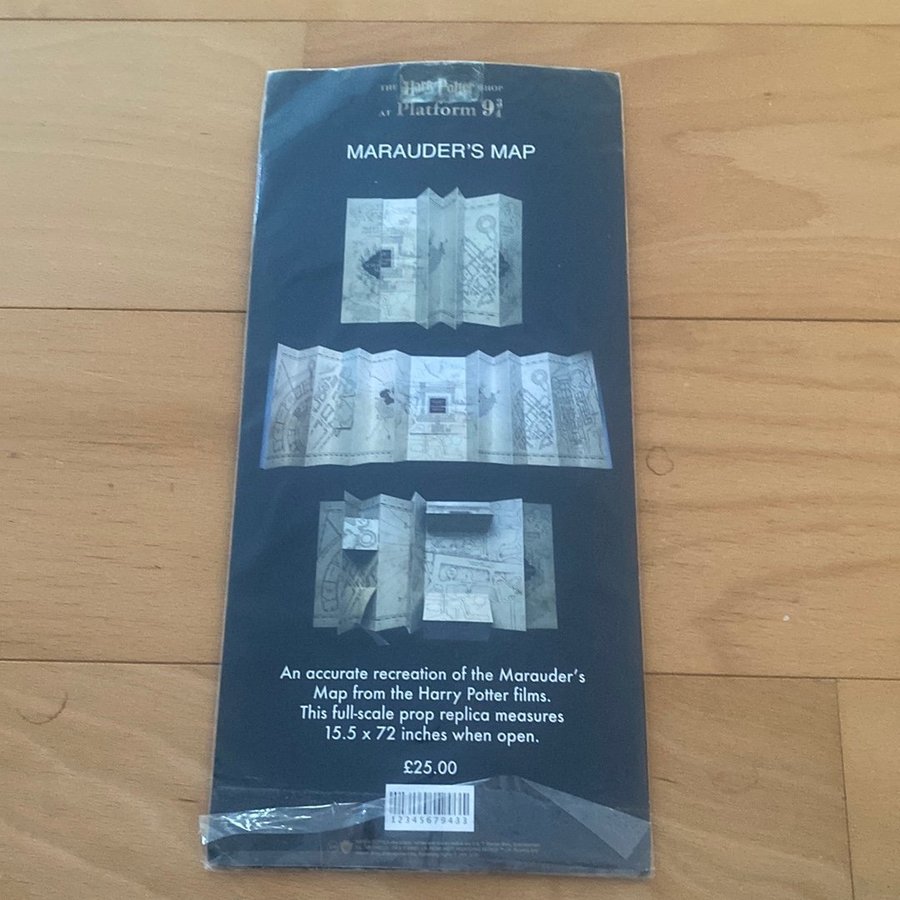 THE Harry Potter SHOP
AT Platform 9¾
MARAUDER'S MAP
An accurate recreation of the Marauder's
Map from the Harry Potter films.
This full-scale prop replica measures
15.5 x 72 inches when open.
£25.00
12345679433